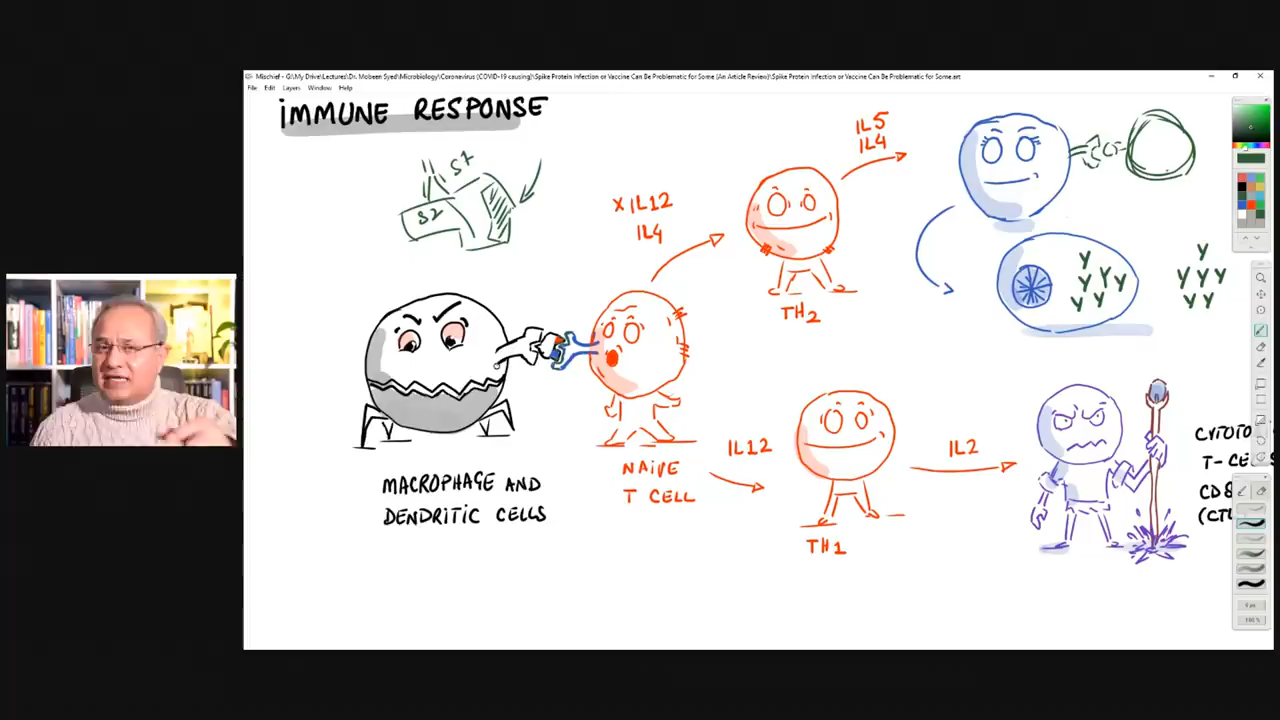 Mischief - G:\My Drive\Lectures\Dr. Mobeen Syed\Microbiology\Coronavirus (COVID-19 causing)\Spike Protein Infection or Vaccine Can Be Problematic for Some (An Article Review)\Spike Protein Infection or Vaccine Can Be Problematic for Some.art
File Edit Layers Window Help
IMMUNE RESPONSE
S2
IL5
IL4
X IL12
IL4
TH2
Y
Y Y Y
Y Y
Y
Y Y Y
Y Y
MACROPHAGE AND
DENDRITIC CELLS
NAIVE
T CELL
IL12
TH1
IL2
CYTOTO
T-CE
CD8
(CTL
100 %